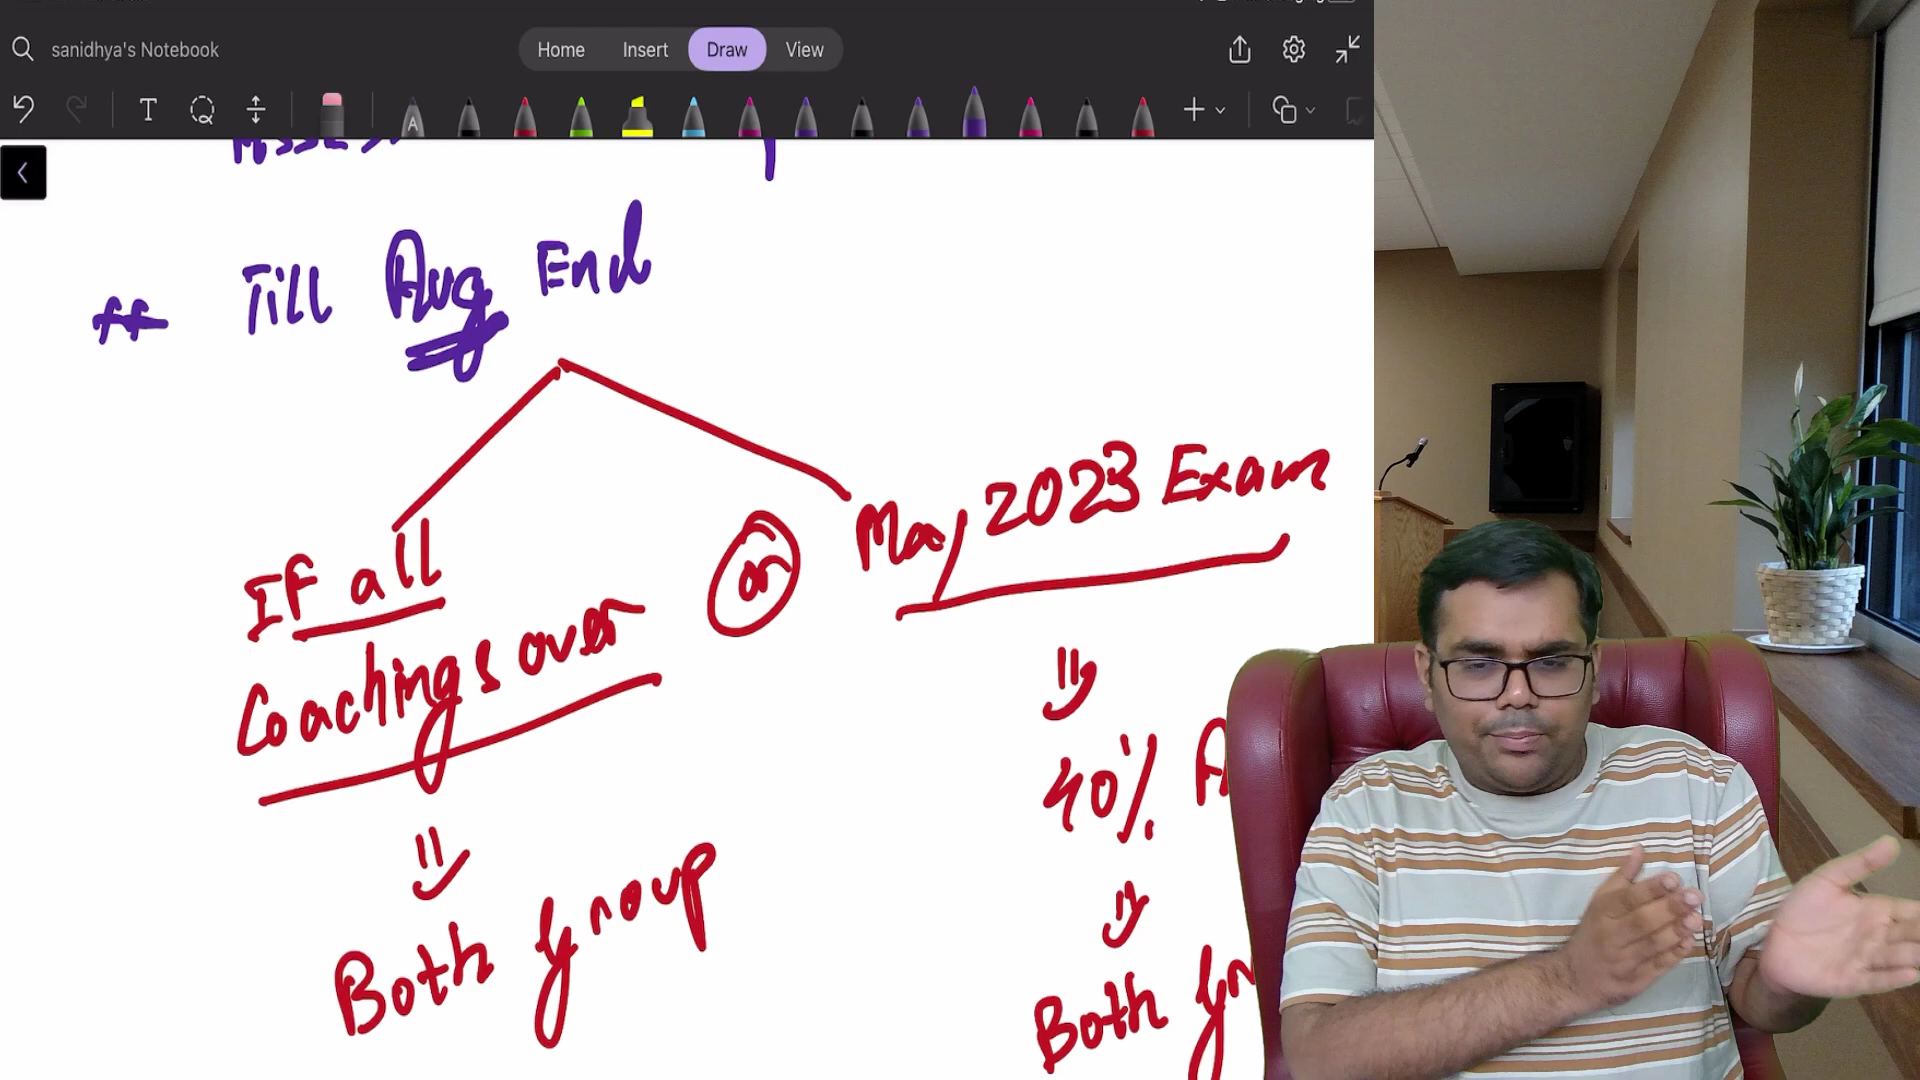 sanidhya's Notebook
Home Insert Draw View
T
A
Till Aug End
If all
Coachings over
or
May 2023 Exam
40%
Both Group
Both